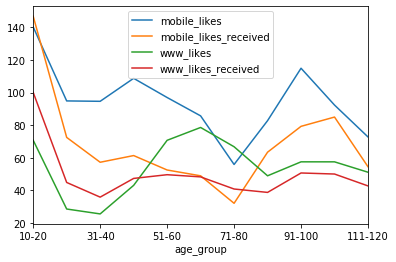 mobile_likes
mobile_likes_received
www_likes
www_likes_received
140
120
100
80
60
40
20
10-20 31-40 51-60 71-80 91-100 111-120
age_group